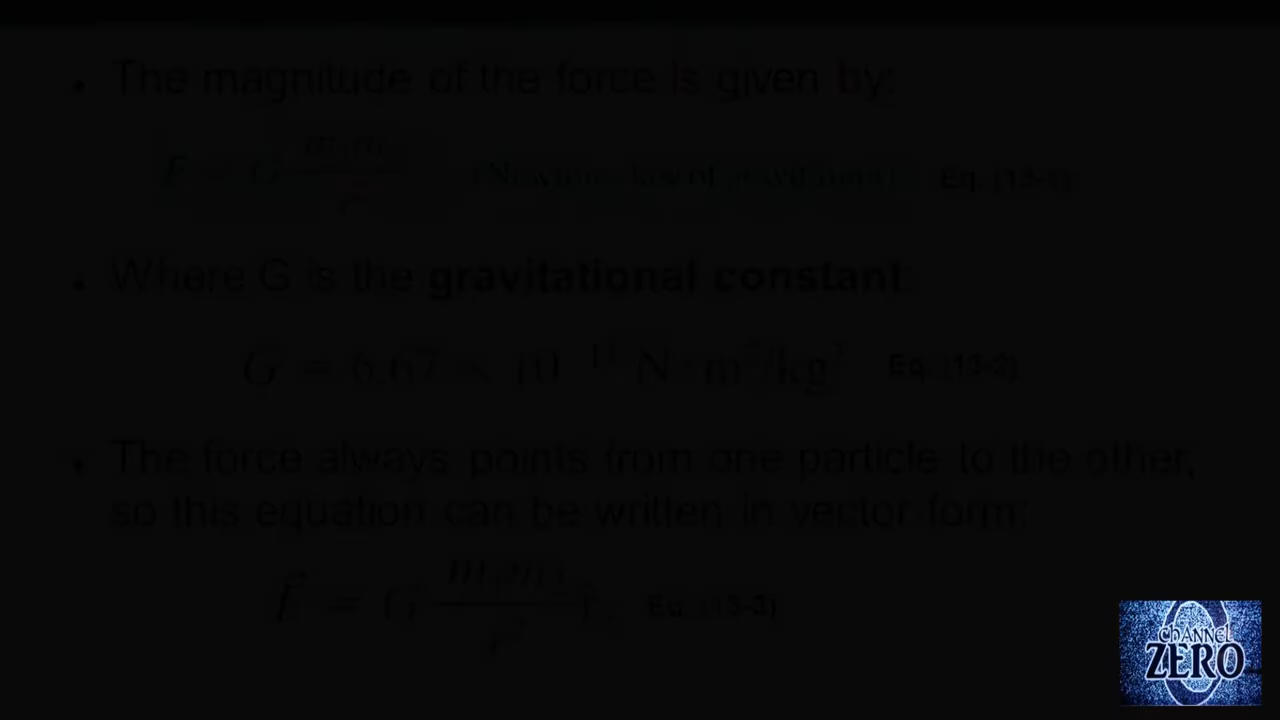 • The magnitude of the force is given by:
F = G m₁m₂ / r² (Newton's law of gravitation) Eq. (13-1)
• Where G is the gravitational constant:
G = 6.67 × 10⁻¹¹ N·m²/kg² Eq. (13-2)
• The force always points from one particle to the other,
so this equation can be written in vector form:
Eq. (13-3)
channel
ZERO